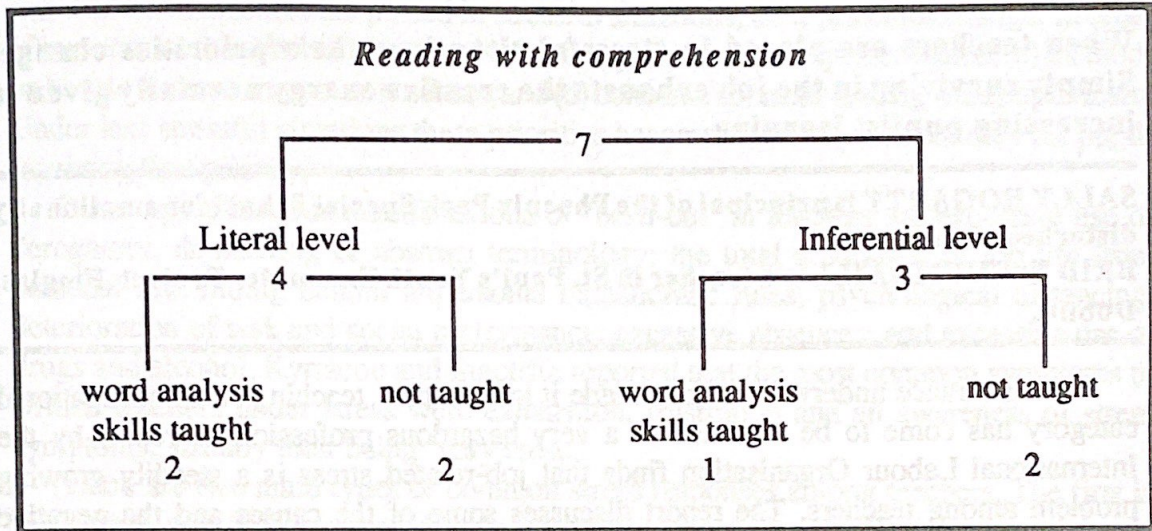 Reading with comprehension
7
Literal level Inferential level
4 3
word analysis not taught word analysis not taught
skills taught skills taught
2 2 1 2